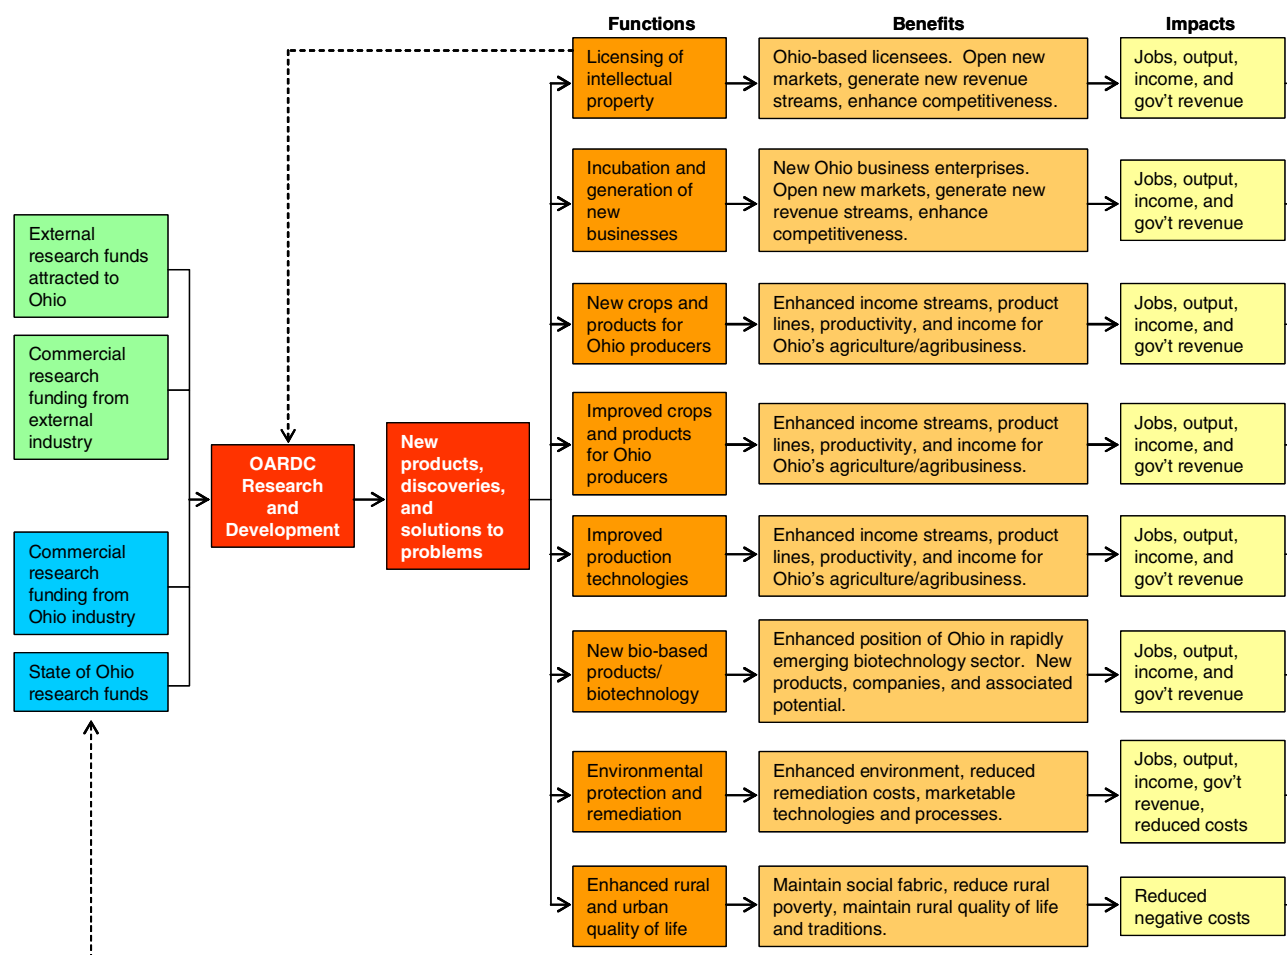 Functions
Benefits
Impacts
External
research funds
attracted to
Ohio
Commercial
research
funding from
external
industry
Commercial
research
funding from
Ohio industry
State of Ohio
research funds
OARDC
Research
and
Development
New
products,
discoveries,
and
solutions to
problems
Licensing of
intellectual
property
Ohio-based licensees.  Open new
markets, generate new revenue
streams, enhance competitiveness.
Jobs, output,
income, and
gov’t revenue
Incubation and
generation of
new
businesses
New Ohio business enterprises.
Open new markets, generate new
revenue streams, enhance
competitiveness.
Jobs, output,
income, and
gov’t revenue
New crops and
products for
Ohio producers
Enhanced income streams, product
lines, productivity, and income for
Ohio’s agriculture/agribusiness.
Jobs, output,
income, and
gov’t revenue
Improved crops
and products
for Ohio
producers
Enhanced income streams, product
lines, productivity, and income for
Ohio’s agriculture/agribusiness.
Jobs, output,
income, and
gov’t revenue
Improved
production
technologies
Enhanced income streams, product
lines, productivity, and income for
Ohio’s agriculture/agribusiness.
Jobs, output,
income, and
gov’t revenue
New bio-based
products/
biotechnology
Enhanced position of Ohio in rapidly
emerging biotechnology sector.  New
products, companies, and associated
potential.
Jobs, output,
income, and
gov’t revenue
Environmental
protection and
remediation
Enhanced environment, reduced
remediation costs, marketable
technologies and processes.
Jobs, output,
income, gov’t
revenue,
reduced costs
Enhanced rural
and urban
quality of life
Maintain social fabric, reduce rural
poverty, maintain rural quality of life
and traditions.
Reduced
negative costs